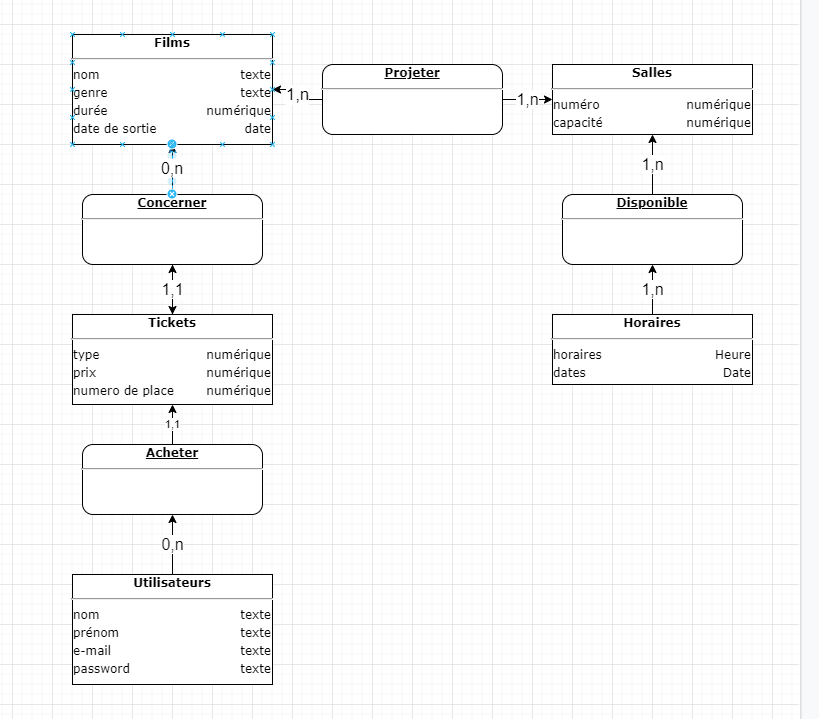 Films
nom texte
genre texte
durée numérique
date de sortie date
1,n
Projeter
1,n
Salles
numéro numérique
capacité numérique
0,n
1,n
Concerner
Disponible
1,1
1,n
Tickets
type numérique
prix numérique
numero de place numérique
Horaires
horaires Heure
dates Date
1,1
Acheter
0,n
Utilisateurs
nom texte
prénom texte
e-mail texte
password texte